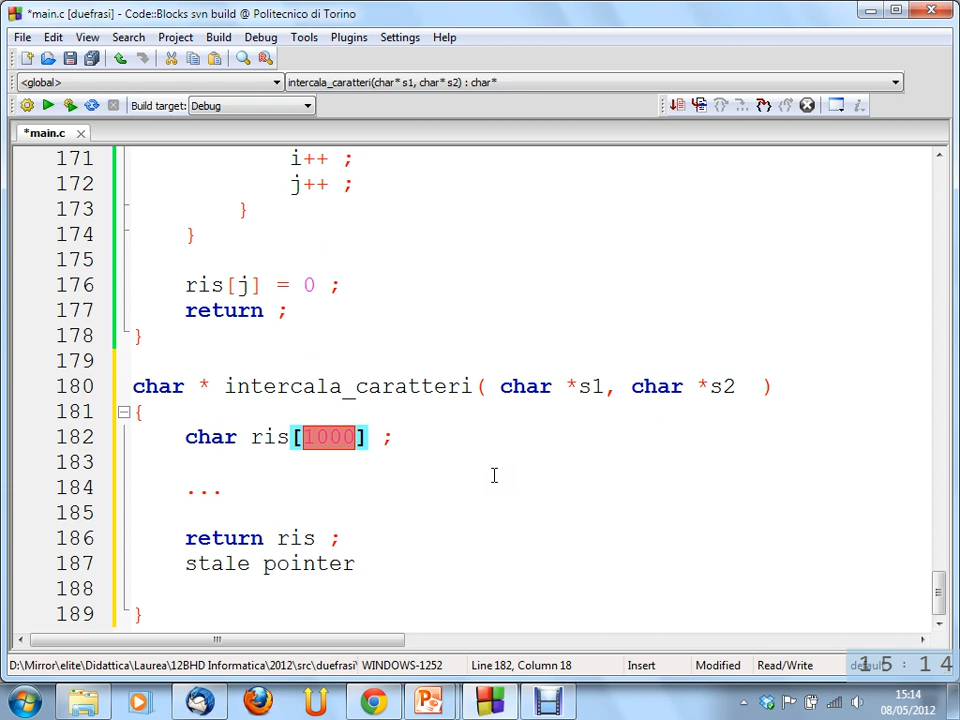 *main.c [duefrasi] - Code::Blocks svn build @ Politecnico di Torino
File Edit View Search Project Build Debug Tools Plugins Settings Help
<global> intercala_caratteri(char* s1, char* s2) : char*
Build target: Debug
*main.c
171 i++ ;
172 j++ ;
173 }
174 }
175
176 ris[j] = 0 ;
177 return ;
178 }
179
180 char * intercala_caratteri( char *s1, char *s2 )
181 {
182 char ris[1000] ;
183
184 ...
185
186 return ris ;
187 stale pointer
188
189 }
D:\Mirror\elite\Didattica\Laurea\12BHD Informatica\2012\src\duefrasi\ WINDOWS-1252 Line 182, Column 18 Insert Modified Read/Write default
15:14
15:14
08/05/2012